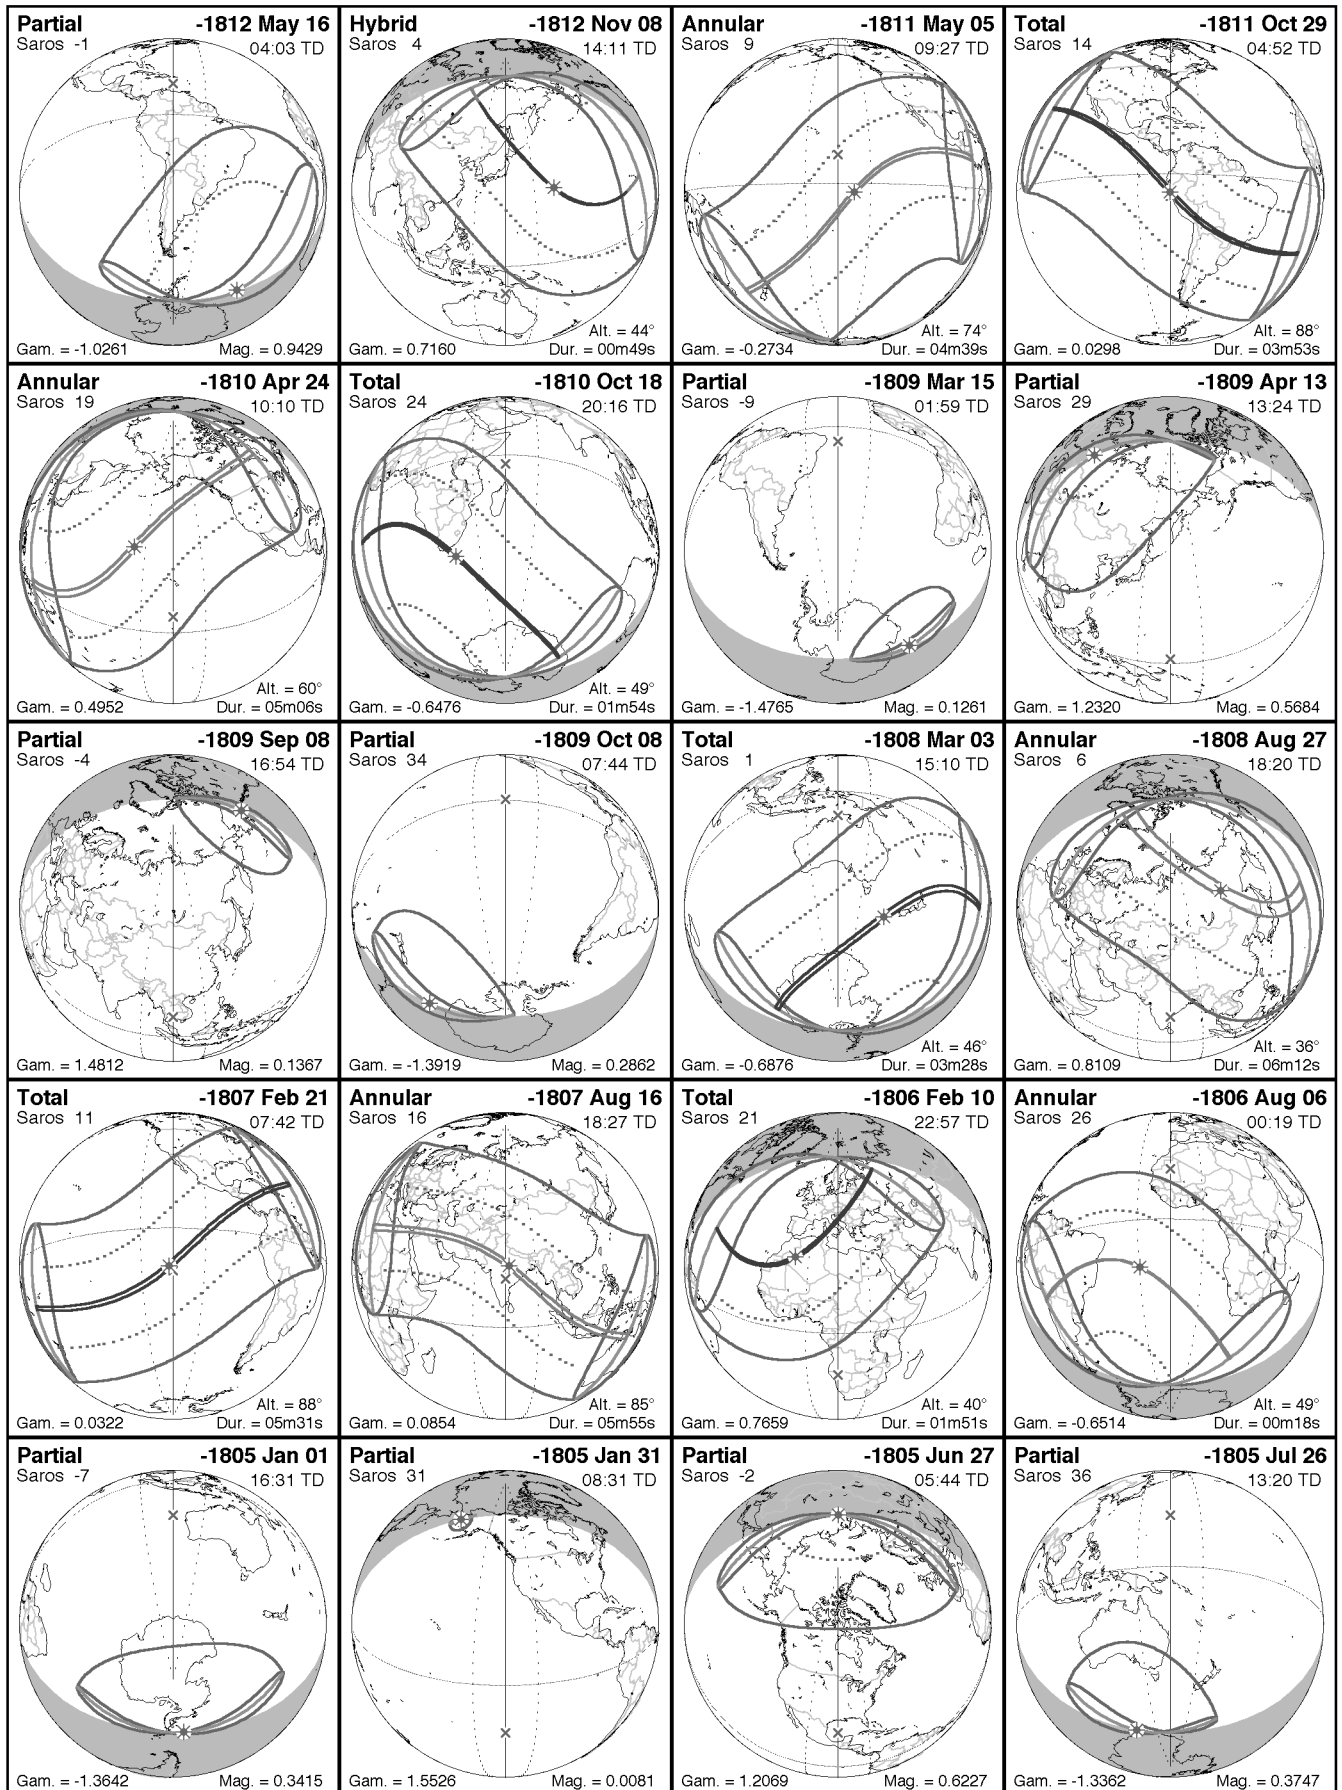 Partial -1812 May 16
Saros -1 04:03 TD
Gam. = -1.0261 Mag. = 0.9429
Hybrid -1812 Nov 08
Saros 4 14:11 TD
Alt. = 44°
Gam. = 0.7160 Dur. = 00m49s
Annular -1811 May 05
Saros 9 09:27 TD
Alt. = 74°
Gam. = -0.2734 Dur. = 04m39s
Total -1811 Oct 29
Saros 14 04:52 TD
Alt. = 88°
Gam. = 0.0298 Dur. = 03m53s
Annular -1810 Apr 24
Saros 19 10:10 TD
Alt. = 60°
Gam. = 0.4952 Dur. = 05m06s
Total -1810 Oct 18
Saros 24 20:16 TD
Alt. = 49°
Gam. = -0.6476 Dur. = 01m54s
Partial -1809 Mar 15
Saros -9 01:59 TD
Gam. = -1.4765 Mag. = 0.1261
Partial -1809 Apr 13
Saros 29 13:24 TD
Gam. = 1.2320 Mag. = 0.5684
Partial -1809 Sep 08
Saros -4 16:54 TD
Gam. = 1.4812 Mag. = 0.1367
Partial -1809 Oct 08
Saros 34 07:44 TD
Gam. = -1.3919 Mag. = 0.2862
Total -1808 Mar 03
Saros 1 15:10 TD
Alt. = 46°
Gam. = -0.6876 Dur. = 03m28s
Annular -1808 Aug 27
Saros 6 18:20 TD
Alt. = 36°
Gam. = 0.8109 Dur. = 06m12s
Total -1807 Feb 21
Saros 11 07:42 TD
Alt. = 88°
Gam. = 0.0322 Dur. = 05m31s
Annular -1807 Aug 16
Saros 16 18:27 TD
Alt. = 85°
Gam. = 0.0854 Dur. = 05m55s
Total -1806 Feb 10
Saros 21 22:57 TD
Alt. = 40°
Gam. = 0.7659 Dur. = 01m51s
Annular -1806 Aug 06
Saros 26 00:19 TD
Alt. = 49°
Gam. = -0.6514 Dur. = 00m18s
Partial -1805 Jan 01
Saros -7 16:31 TD
Gam. = -1.3642 Mag. = 0.3415
Partial -1805 Jan 31
Saros 31 08:31 TD
Gam. = 1.5526 Mag. = 0.0081
Partial -1805 Jun 27
Saros -2 05:44 TD
Gam. = 1.2069 Mag. = 0.6227
Partial -1805 Jul 26
Saros 36 13:20 TD
Gam. = -1.3362 Mag. = 0.3747